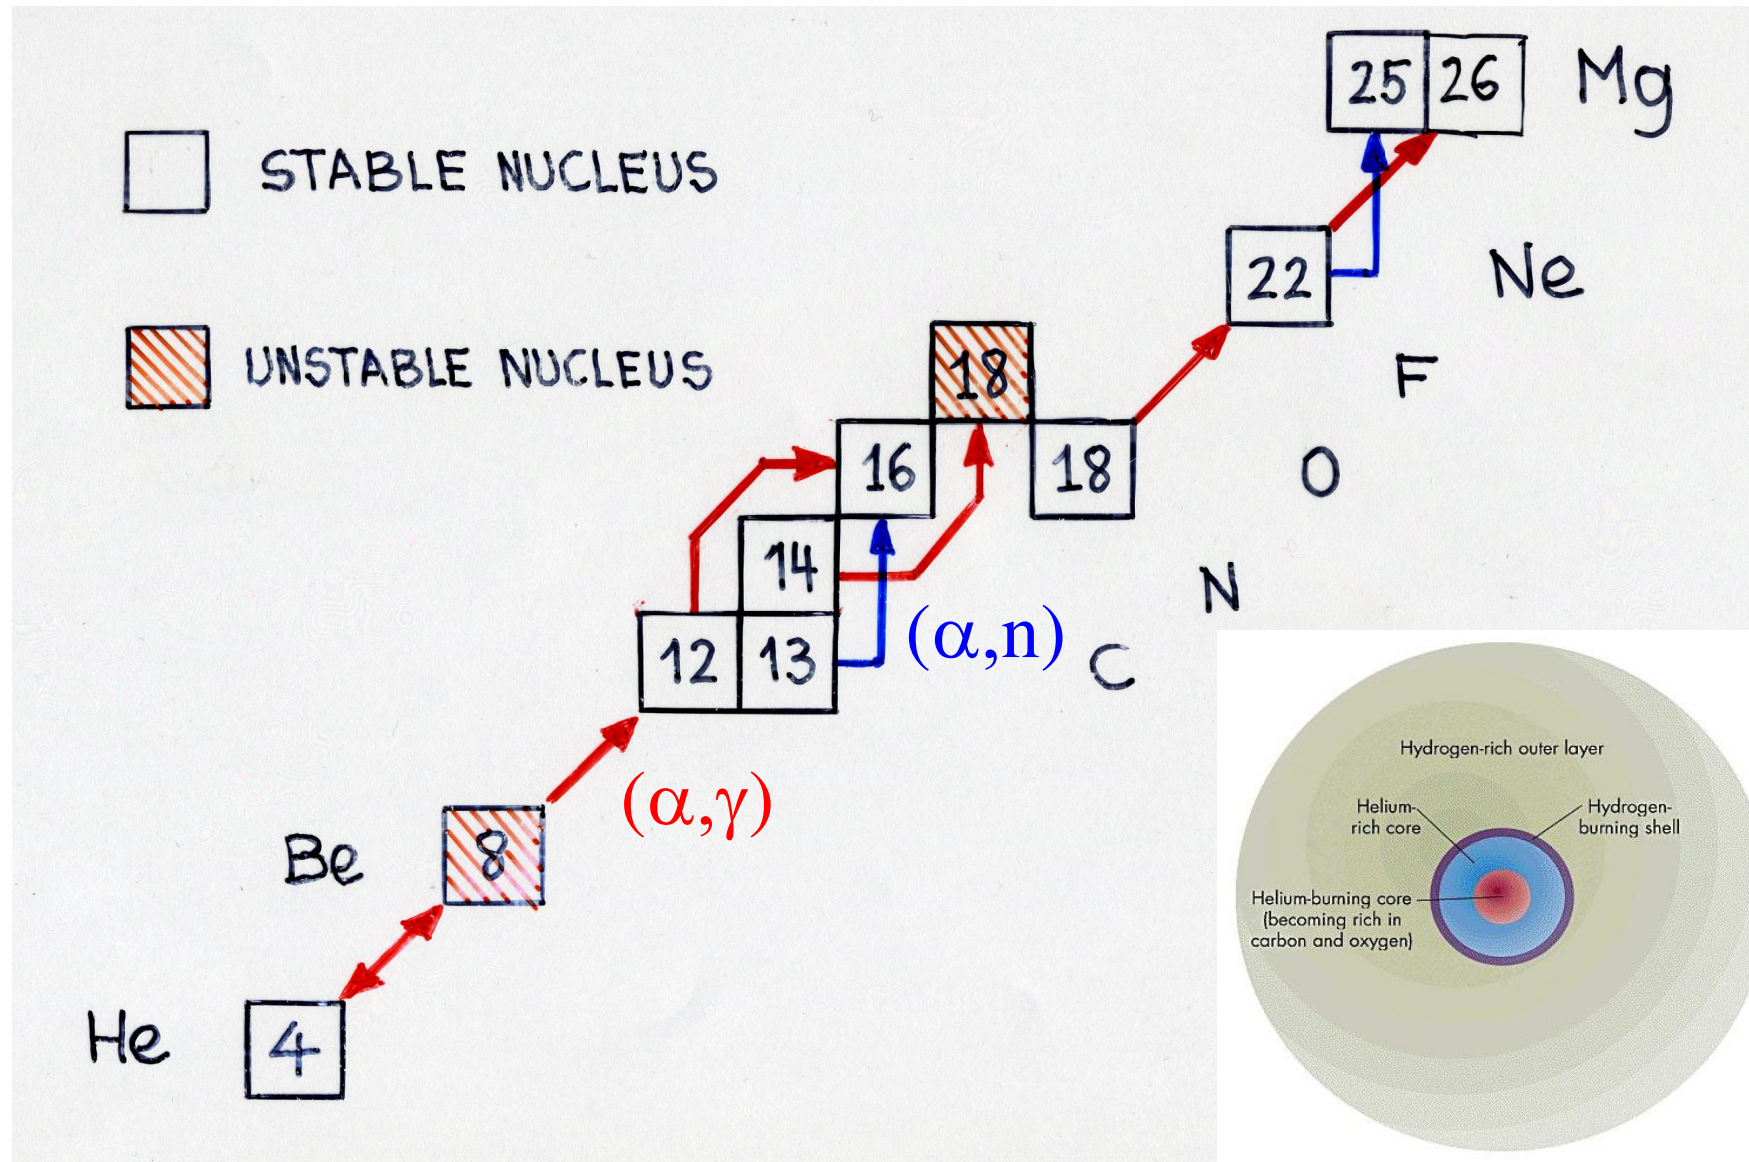 25 26 Mg
STABLE NUCLEUS
22 Ne
UNSTABLE NUCLEUS
18 F
16 18 O
14 N
(α,n)
12 13 C
(α,γ)
Be 8
He 4
Hydrogen-rich outer layer
Helium-
rich core
Hydrogen-
burning shell
Helium-burning core
(becoming rich in
carbon and oxygen)